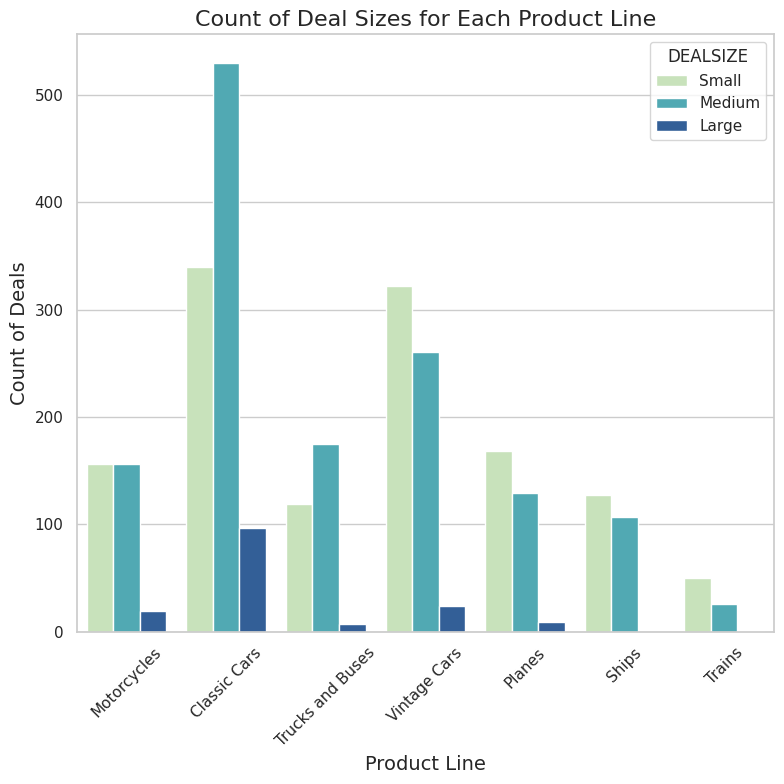 Count of Deal Sizes for Each Product Line
DEALSIZE
Small
Medium
Large
Count of Deals
500
400
300
200
100
0
Motorcycles
Classic Cars
Trucks and Buses
Vintage Cars
Planes
Ships
Trains
Product Line